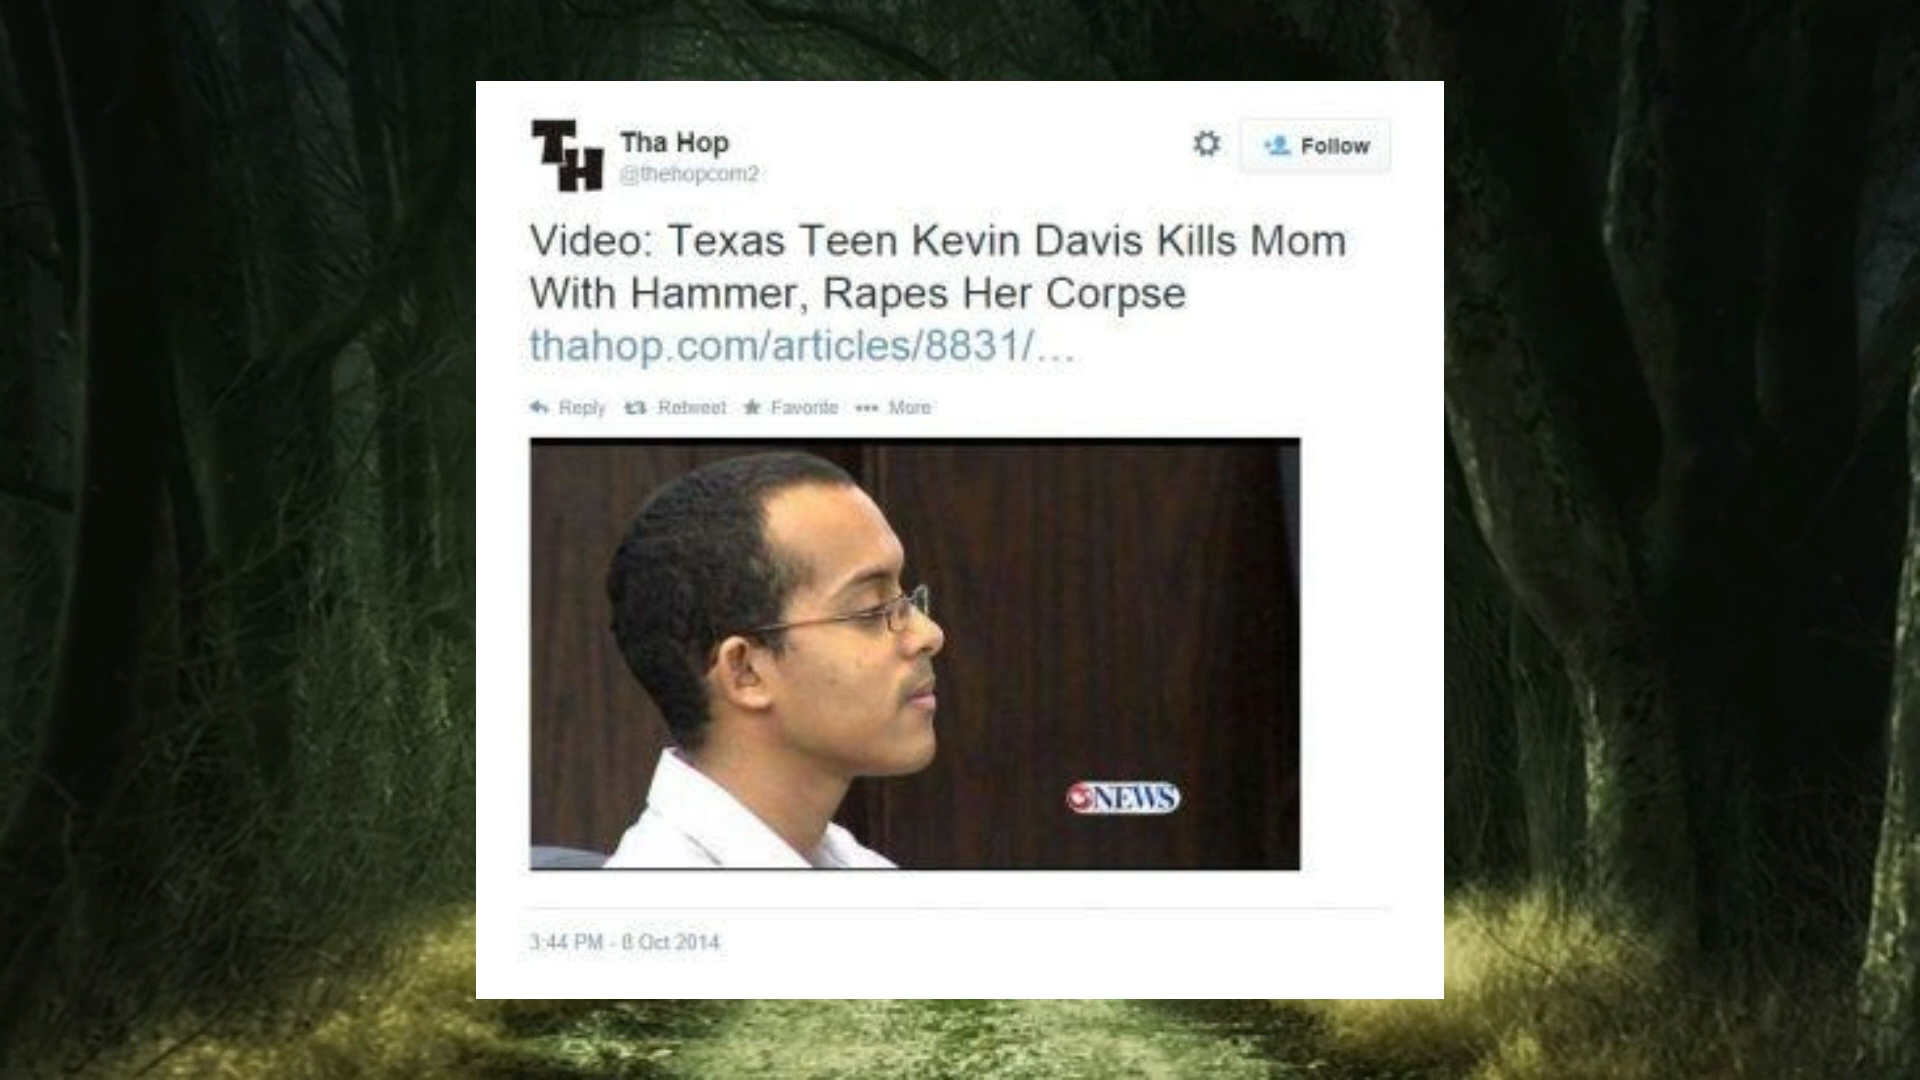 TH
Tha Hop
@thehopcom2
Follow
Video: Texas Teen Kevin Davis Kills Mom
With Hammer, Rapes Her Corpse
thahop.com/articles/8831/...
Reply Retweet Favorite ••• More
3NEWS
3:44 PM - 8 Oct 2014